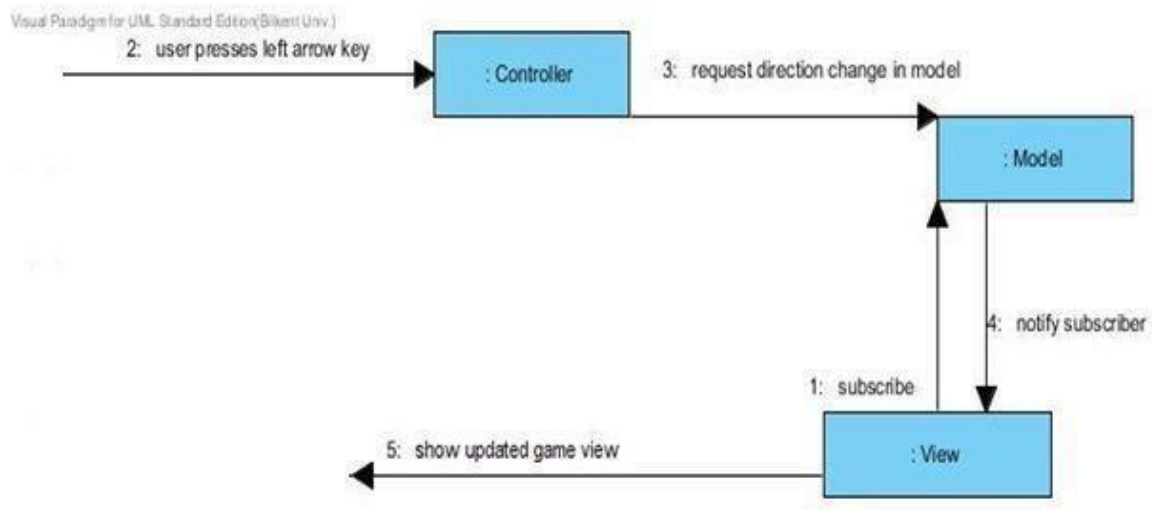 Visual Paradigm for UML Standard Edition(Bilkent Univ.)
2: user presses left arrow key
: Controller
3: request direction change in model
: Model
4: notify subscriber
1: subscribe
5: show updated game view
: View